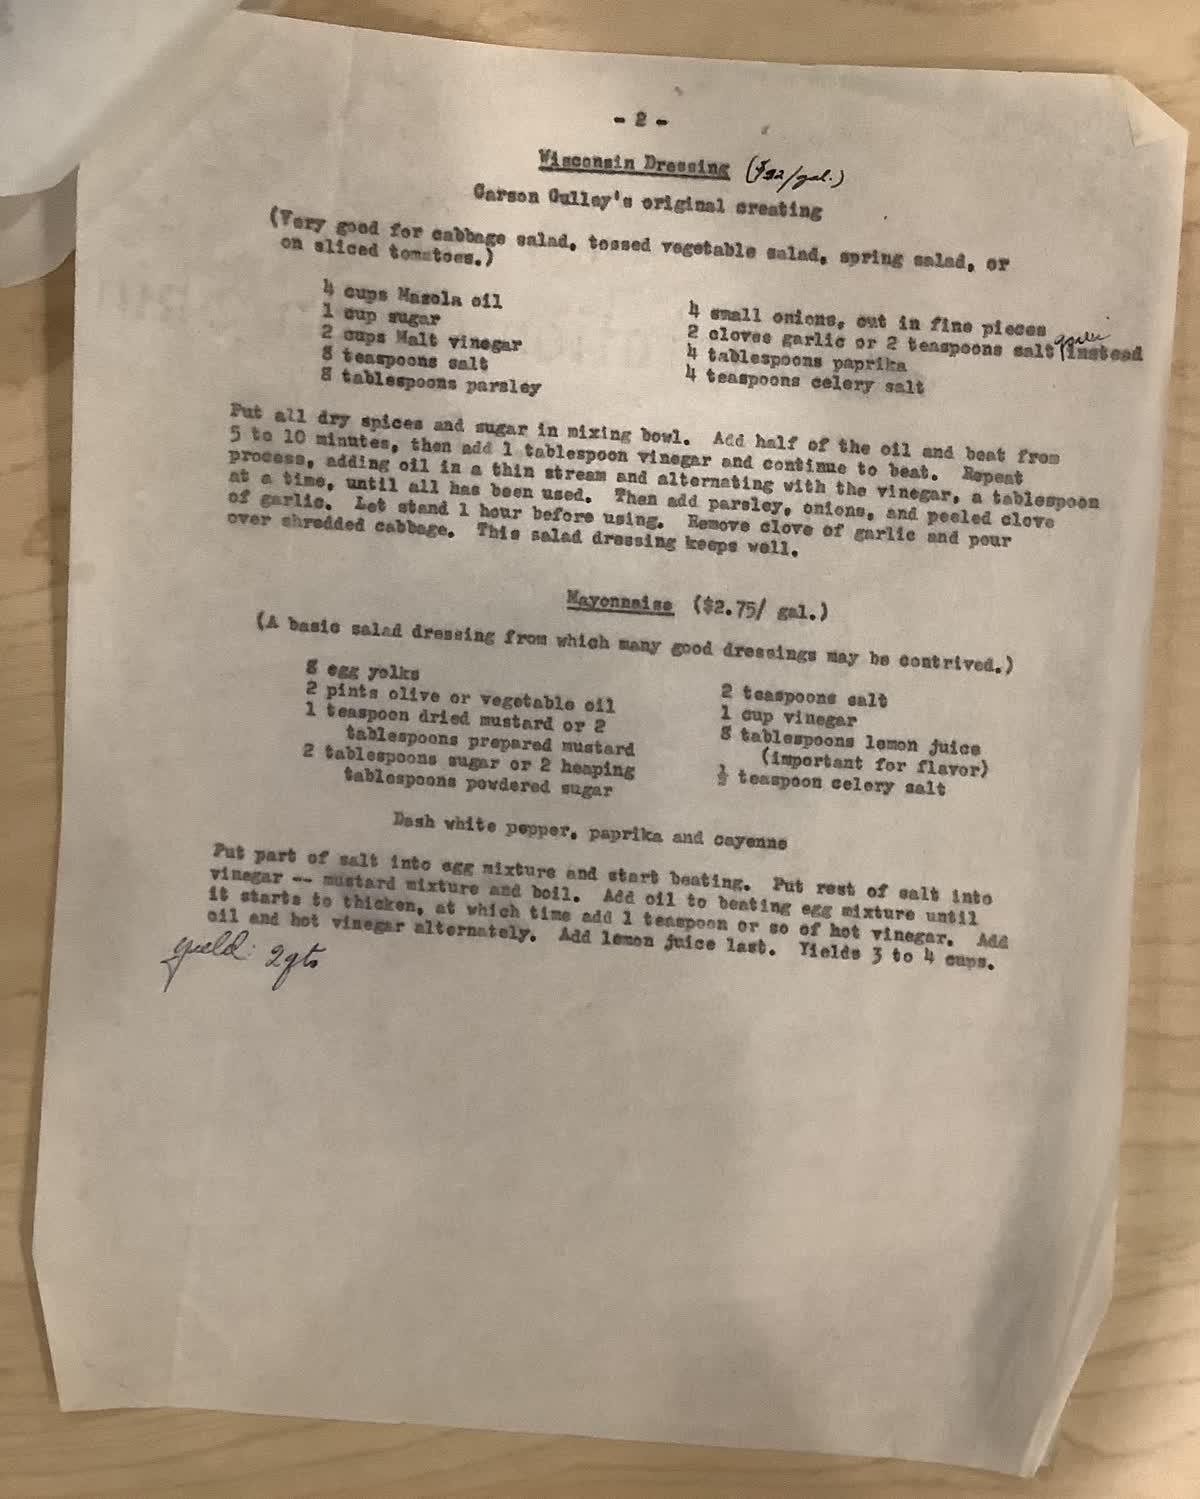 - 2 -
Wisconsin Dressing ($92/gal.)
Carson Gulley's original creating
(Very good for cabbage salad, tossed vegetable salad, spring salad, or
on sliced tomatoes.)
4 cups Mazola oil
1 cup sugar
2 cups Malt vinegar
8 teaspoons salt
8 tablespoons parsley
4 small onions, cut in fine pieces
garlic
2 cloves garlic or 2 teaspoons salt instead
4 tablespoons paprika
4 teaspoons celery salt
Put all dry spices and sugar in mixing bowl. Add half of the oil and beat from
5 to 10 minutes, then add 1 tablespoon vinegar and continue to beat. Repeat
process, adding oil in a thin stream and alternating with the vinegar, a tablespoon
at a time, until all has been used. Then add parsley, onions, and peeled clove
of garlic. Let stand 1 hour before using. Remove clove of garlic and pour
over shredded cabbage. This salad dressing keeps well.
Mayonnaise ($2.75/ gal.)
(A basic salad dressing from which many good dressings may be contrived.)
8 egg yolks
2 pints olive or vegetable oil
1 teaspoon dried mustard or 2
tablespoons prepared mustard
2 tablespoons sugar or 2 heaping
tablespoons powdered sugar
2 teaspoons salt
1 cup vinegar
8 tablespoons lemon juice
(important for flavor)
½ teaspoon celery salt
Dash white pepper, paprika and cayenne
Put part of salt into egg mixture and start beating. Put rest of salt into
vinegar -- mustard mixture and boil. Add oil to beating egg mixture until
it starts to thicken, at which time add 1 teaspoon or so of hot vinegar. Add
oil and hot vinegar alternately. Add lemon juice last. Yields 3 to 4 cups.
yield: 2qts